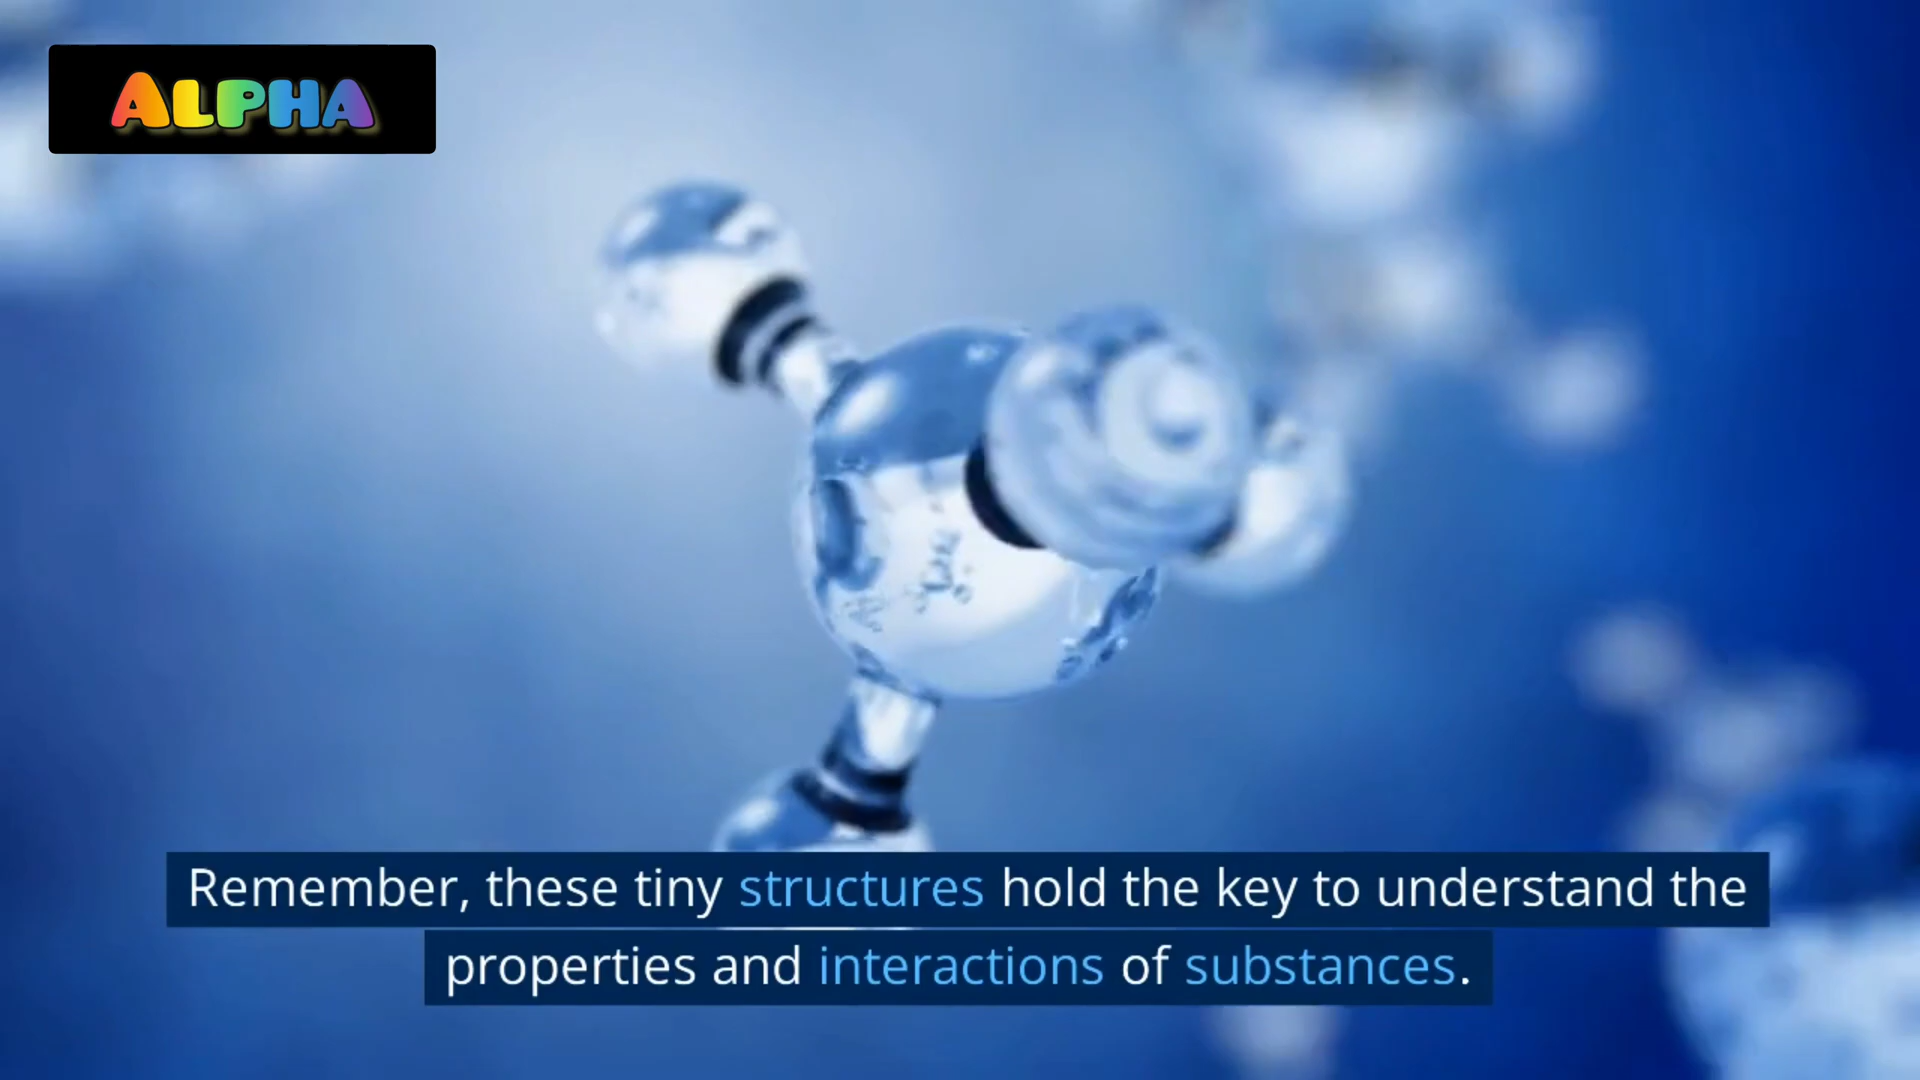 ALPHA
Remember, these tiny structures hold the key to understand the
properties and interactions of substances.